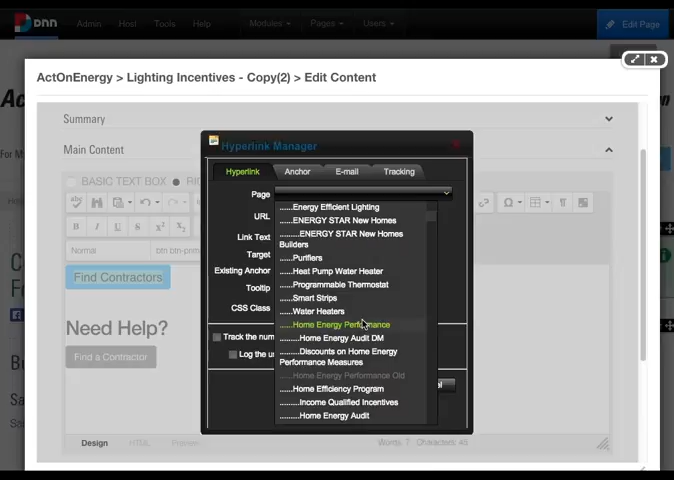 DNN Admin Host Tools Help Modules Pages Users Edit Page
ActOnEnergy > Lighting Incentives - Copy(2) > Edit Content
Summary
Main Content
BASIC TEXT BOX
Normal
btn btn-prim
Find Contractors
Need Help?
Find a Contractor
Design HTML Preview
Words: 7 Characters: 45
Hyperlink Manager
Hyperlink Anchor E-mail Tracking
Page
URL
Link Text
Target
Existing Anchor
Tooltip
CSS Class
Track the num
Log the u
......Energy Efficient Lighting
......ENERGY STAR New Homes
.........ENERGY STAR New Homes
Builders
......Purifiers
......Heat Pump Water Heater
......Programmable Thermostat
......Smart Strips
......Water Heaters
......Home Energy Performance
.........Home Energy Audit DM
.........Discounts on Home Energy
Performance Measures
......Home Energy Performance Old
......Home Efficiency Program
.........Income Qualified Incentives
.........Home Energy Audit
For M